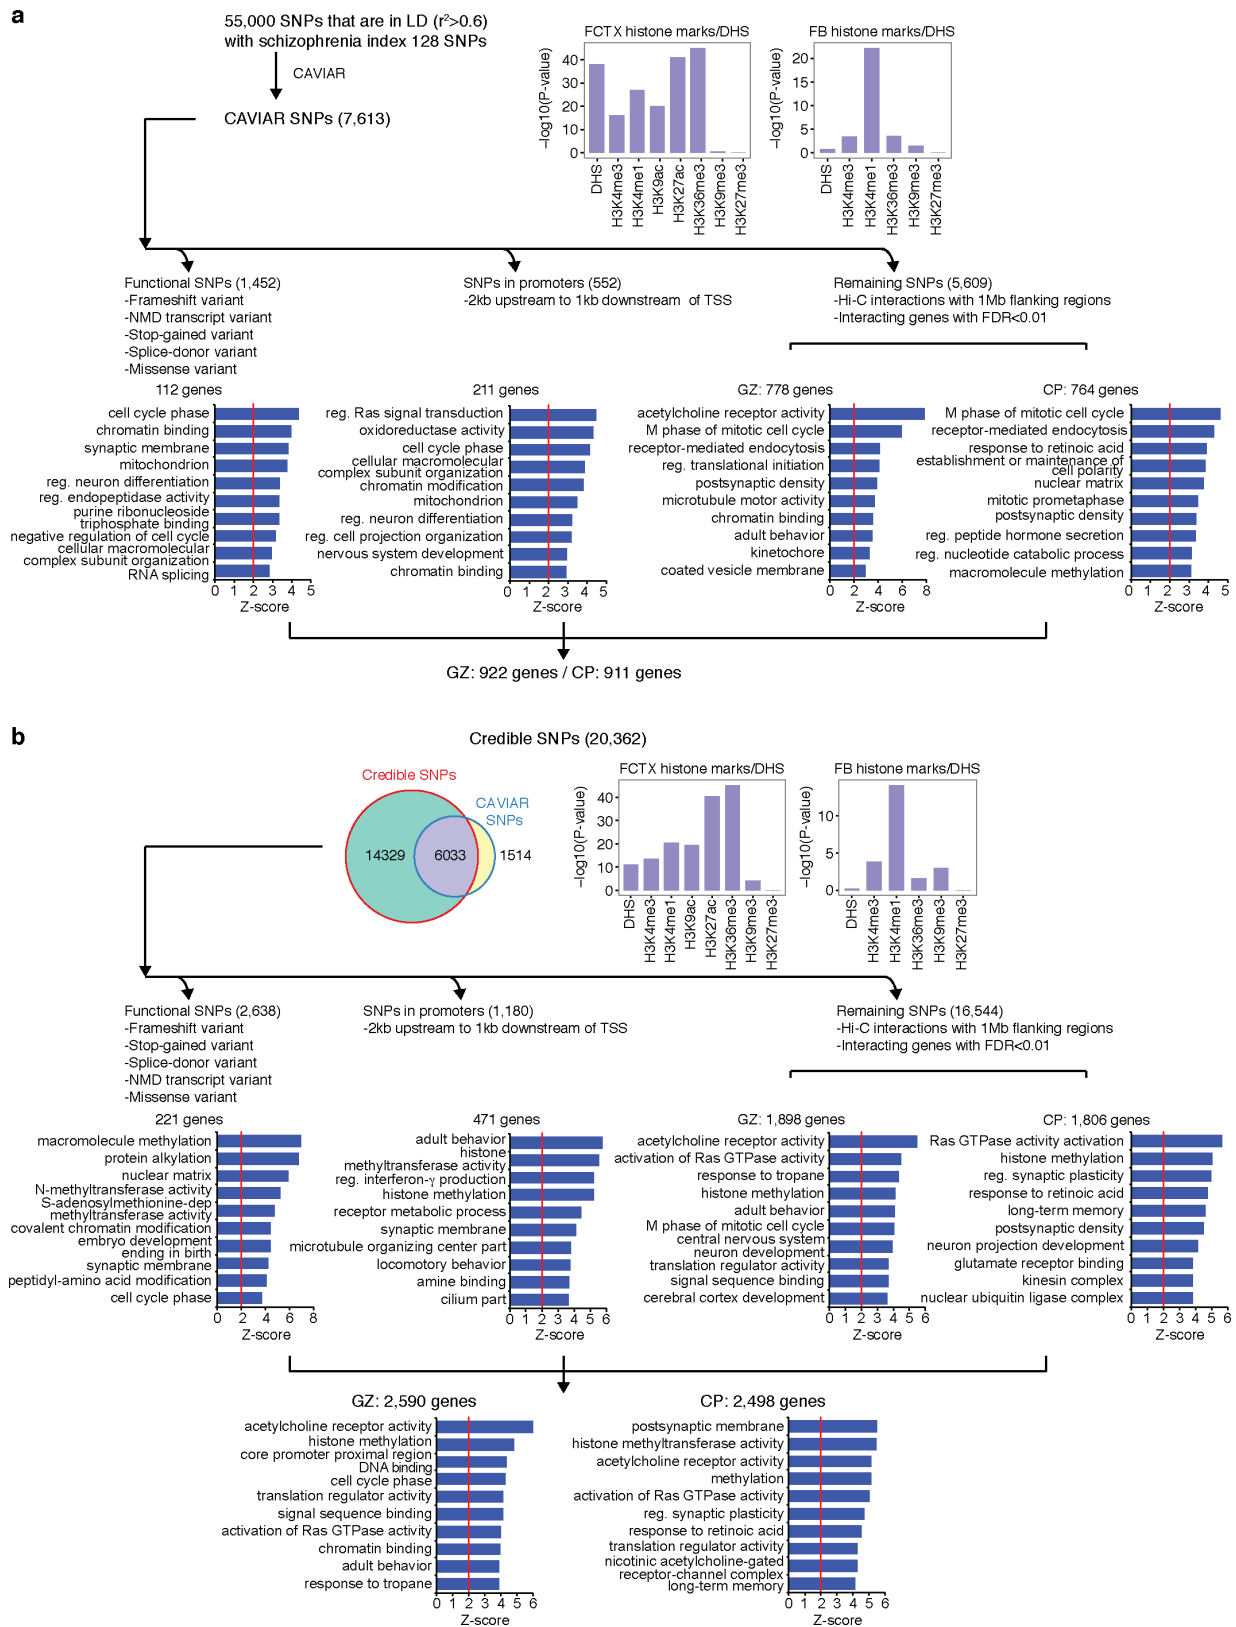 a
55,000 SNPs that are in LD (r²>0.6)
with schizophrenia index 128 SNPs
CAVIAR
CAVIAR SNPs (7,613)
FCTX histone marks/DHS
−log10(P-value)
40
30
20
10
0
DHS
H3K4me3
H3K4me1
H3K9ac
H3K27ac
H3K36me3
H3K9me3
H3K27me3
FB histone marks/DHS
−log10(P-value)
20
15
10
5
0
DHS
H3K4me3
H3K4me1
H3K36me3
H3K9me3
H3K27me3
Functional SNPs (1,452)
-Frameshift variant
-NMD transcript variant
-Stop-gained variant
-Splice-donor variant
-Missense variant
SNPs in promoters (552)
-2kb upstream to 1kb downstream of TSS
Remaining SNPs (5,609)
-Hi-C interactions with 1Mb flanking regions
-Interacting genes with FDR<0.01
112 genes
cell cycle phase
chromatin binding
synaptic membrane
mitochondrion
reg. neuron differentiation
reg. endopeptidase activity
purine ribonucleoside
triphosphate binding
negative regulation of cell cycle
cellular macromolecular
complex subunit organization
RNA splicing
0 1 2 3 4 5
Z-score
211 genes
reg. Ras signal transduction
oxidoreductase activity
cell cycle phase
cellular macromolecular
complex subunit organization
chromatin modification
mitochondrion
reg. neuron differentiation
reg. cell projection organization
nervous system development
chromatin binding
0 1 2 3 4 5
Z-score
GZ: 778 genes
acetylcholine receptor activity
M phase of mitotic cell cycle
receptor-mediated endocytosis
reg. translational initiation
postsynaptic density
microtubule motor activity
chromatin binding
adult behavior
kinetochore
coated vesicle membrane
0 2 4 6 8
Z-score
CP: 764 genes
M phase of mitotic cell cycle
receptor-mediated endocytosis
response to retinoic acid
establishment or maintenance of
cell polarity
nuclear matrix
mitotic prometaphase
postsynaptic density
reg. peptide hormone secretion
reg. nucleotide catabolic process
macromolecule methylation
0 1 2 3 4 5
Z-score
GZ: 922 genes / CP: 911 genes
b
Credible SNPs (20,362)
Credible SNPs
CAVIAR
SNPs
14329
6033
1514
FCTX histone marks/DHS
−log10(P-value)
40
30
20
10
0
DHS
H3K4me3
H3K4me1
H3K9ac
H3K27ac
H3K36me3
H3K9me3
H3K27me3
FB histone marks/DHS
−log10(P-value)
10
5
0
DHS
H3K4me3
H3K4me1
H3K36me3
H3K9me3
H3K27me3
Functional SNPs (2,638)
-Frameshift variant
-Stop-gained variant
-Splice-donor variant
-NMD transcript variant
-Missense variant
SNPs in promoters (1,180)
-2kb upstream to 1kb downstream of TSS
Remaining SNPs (16,544)
-Hi-C interactions with 1Mb flanking regions
-Interacting genes with FDR<0.01
221 genes
macromolecule methylation
protein alkylation
nuclear matrix
N-methyltransferase activity
S-adenosylmethionine-dep
methyltransferase activity
covalent chromatin modification
embryo development
ending in birth
synaptic membrane
peptidyl-amino acid modification
cell cycle phase
0 2 4 6 8
Z-score
471 genes
adult behavior
histone
methyltransferase activity
reg. interferon-γ production
histone methylation
receptor metabolic process
synaptic membrane
microtubule organizing center part
locomotory behavior
amine binding
cilium part
0 1 2 3 4 5 6
Z-score
GZ: 1,898 genes
acetylcholine receptor activity
activation of Ras GTPase activity
response to tropane
histone methylation
adult behavior
M phase of mitotic cell cycle
central nervous system
neuron development
translation regulator activity
signal sequence binding
cerebral cortex development
0 1 2 3 4 5 6
Z-score
CP: 1,806 genes
Ras GTPase activity activation
histone methylation
reg. synaptic plasticity
response to retinoic acid
long-term memory
postsynaptic density
neuron projection development
glutamate receptor binding
kinesin complex
nuclear ubiquitin ligase complex
0 1 2 3 4 5 6
Z-score
GZ: 2,590 genes
acetylcholine receptor activity
histone methylation
core promoter proximal region
DNA binding
cell cycle phase
translation regulator activity
signal sequence binding
activation of Ras GTPase activity
chromatin binding
adult behavior
response to tropane
0 1 2 3 4 5 6
Z-score
CP: 2,498 genes
postsynaptic membrane
histone methyltransferase activity
acetylcholine receptor activity
methylation
activation of Ras GTPase activity
reg. synaptic plasticity
response to retinoic acid
translation regulator activity
nicotinic acetylcholine-gated
receptor-channel complex
long-term memory
0 1 2 3 4 5 6
Z-score